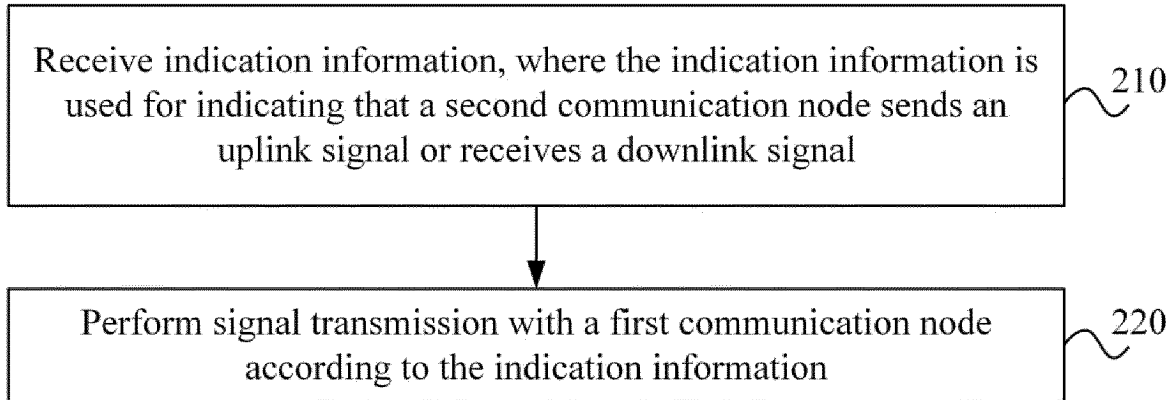 Receive indication information, where the indication information is
used for indicating that a second communication node sends an
uplink signal or receives a downlink signal
210
Perform signal transmission with a first communication node
according to the indication information
220